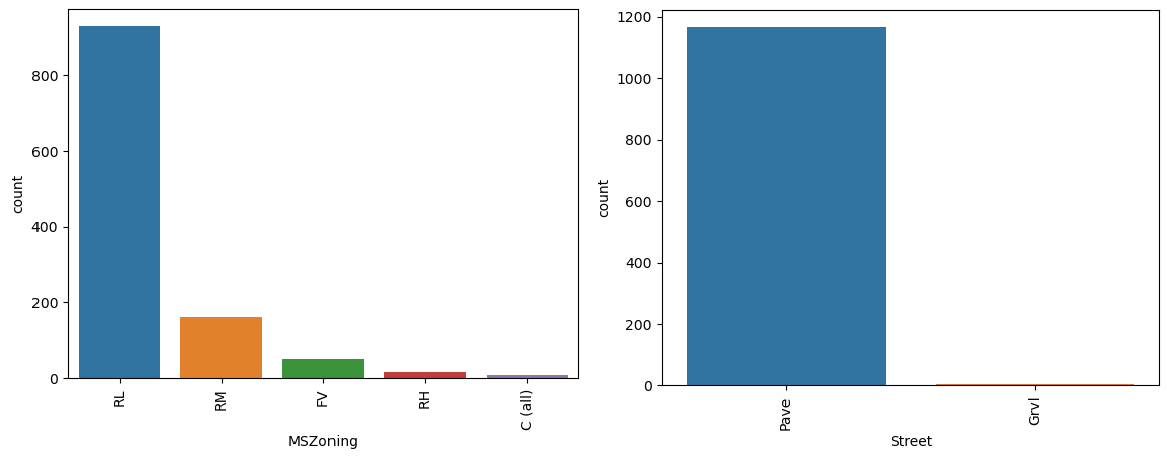 800
600
400
200
0
count
RL
RM
FV
RH
C (all)
MSZoning
1200
1000
800
600
400
200
0
count
Pave
Grvl
Street